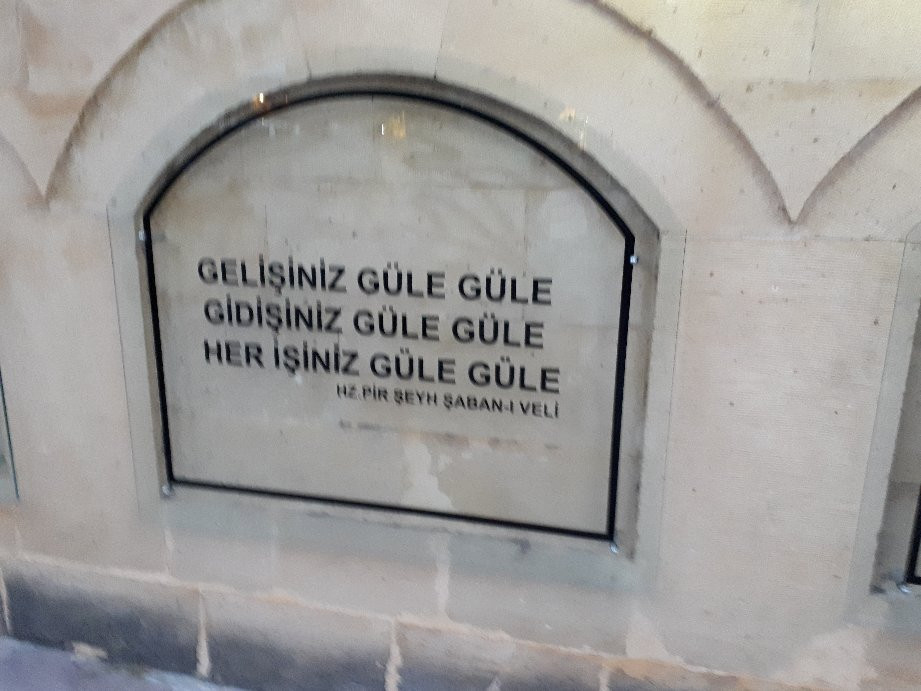 GELİŞİNİZ GÜLE GÜLE
GİDİŞİNİZ GÜLE GÜLE
HER İŞİNİZ GÜLE GÜLE
HZ.PİR ŞEYH ŞABAN-I VELİ